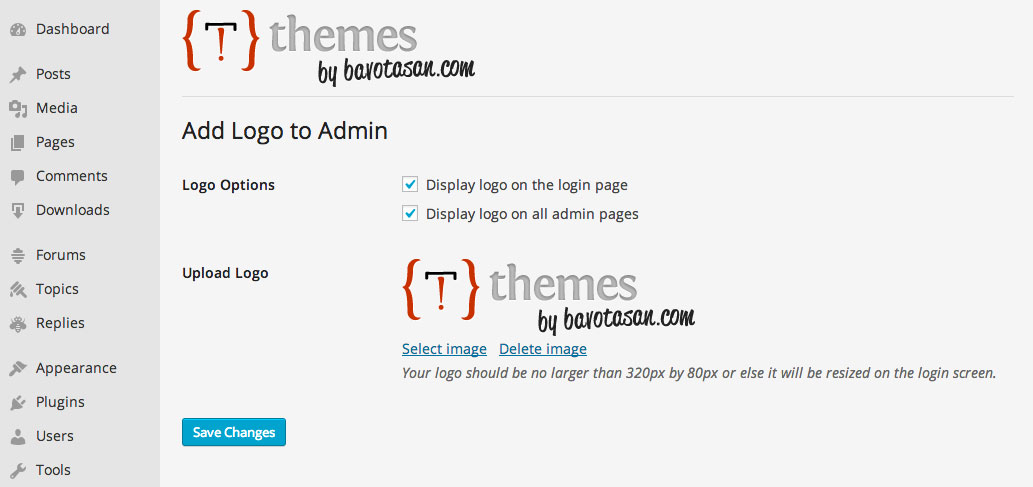 Dashboard
Posts
Media
Pages
Comments
Downloads
Forums
Topics
Replies
Appearance
Plugins
Users
Tools
{T!} themes
by bavotasan.com
Add Logo to Admin
Logo Options
Display logo on the login page
Display logo on all admin pages
Upload Logo
{T!} themes
by bavotasan.com
Select image Delete image
Your logo should be no larger than 320px by 80px or else it will be resized on the login screen.
Save Changes